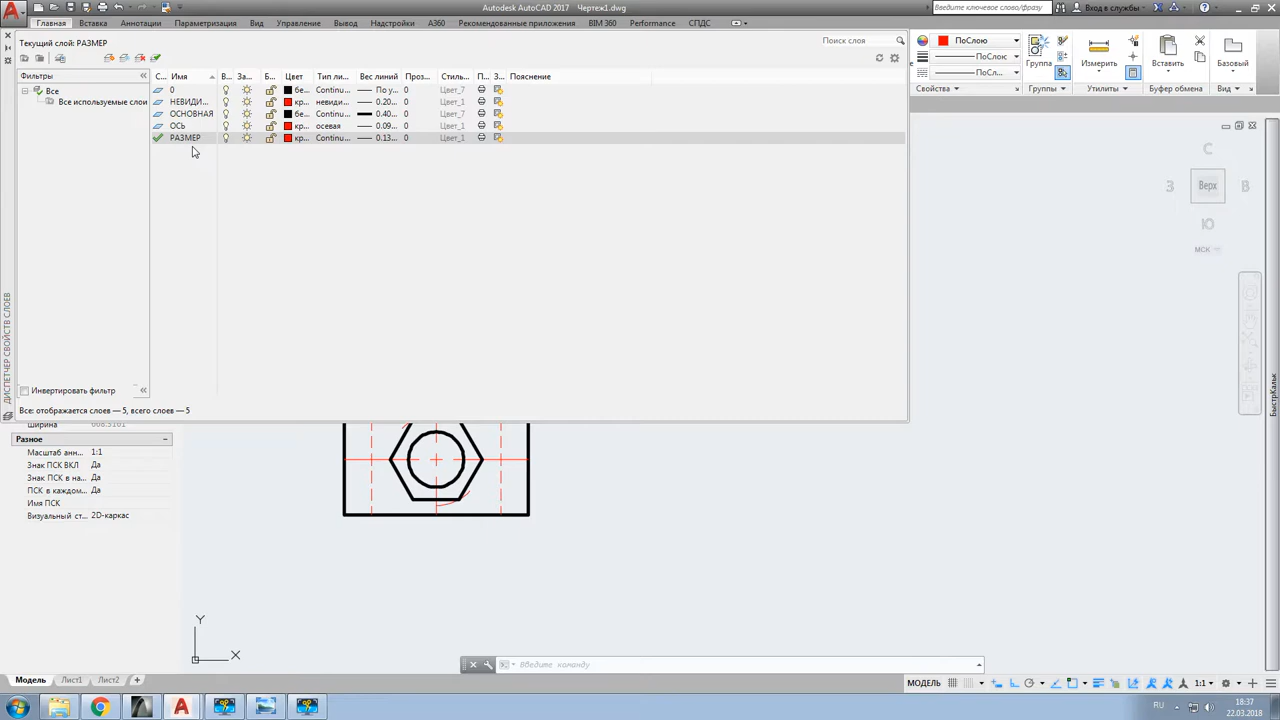 Autodesk AutoCAD 2017 Чертеж1.dwg
Введите ключевое слово/фразу
Вход в службы
Главная Вставка Аннотации Параметризация Вид Управление Вывод Надстройки A360 Рекомендованные приложения BIM 360 Performance СПДС
Текущий слой: РАЗМЕР
Поиск слоя
Фильтры
С... Имя В... За... Б... Цвет Тип ли... Вес линий Проз... Стиль... П... З... Пояснение
Все
Все используемые слои
0 бе... Continu... По у... 0 Цвет_7
НЕВИДИ... кр... невиди... 0.20... 0 Цвет_1
ОСНОВНАЯ бе... Continu... 0.40... 0 Цвет_7
ОСЬ кр... осевая 0.09... 0 Цвет_1
РАЗМЕР кр... Continu... 0.13... 0 Цвет_1
Инвертировать фильтр
Все: отображается слоев — 5, всего слоев — 5
ДИСПЕТЧЕР СВОЙСТВ СЛОЕВ
ПоСлою
ПоСлою
ПоСл...
Свойства
Группа
Группы
Измерить
Утилиты
Вставить
Буфер обмена
Базовый
С
З Верх В
Ю
МСК
БыстрКальк
Ширина 668.5161
Разное
Масштаб анн... 1:1
Знак ПСК ВКЛ Да
Знак ПСК в на... Да
ПСК в каждом... Да
Имя ПСК
Визуальный ст... 2D-каркас
Y
X
Введите команду
Модель Лист1 Лист2 +
МОДЕЛЬ 1:1
RU 18:37
22.03.2018